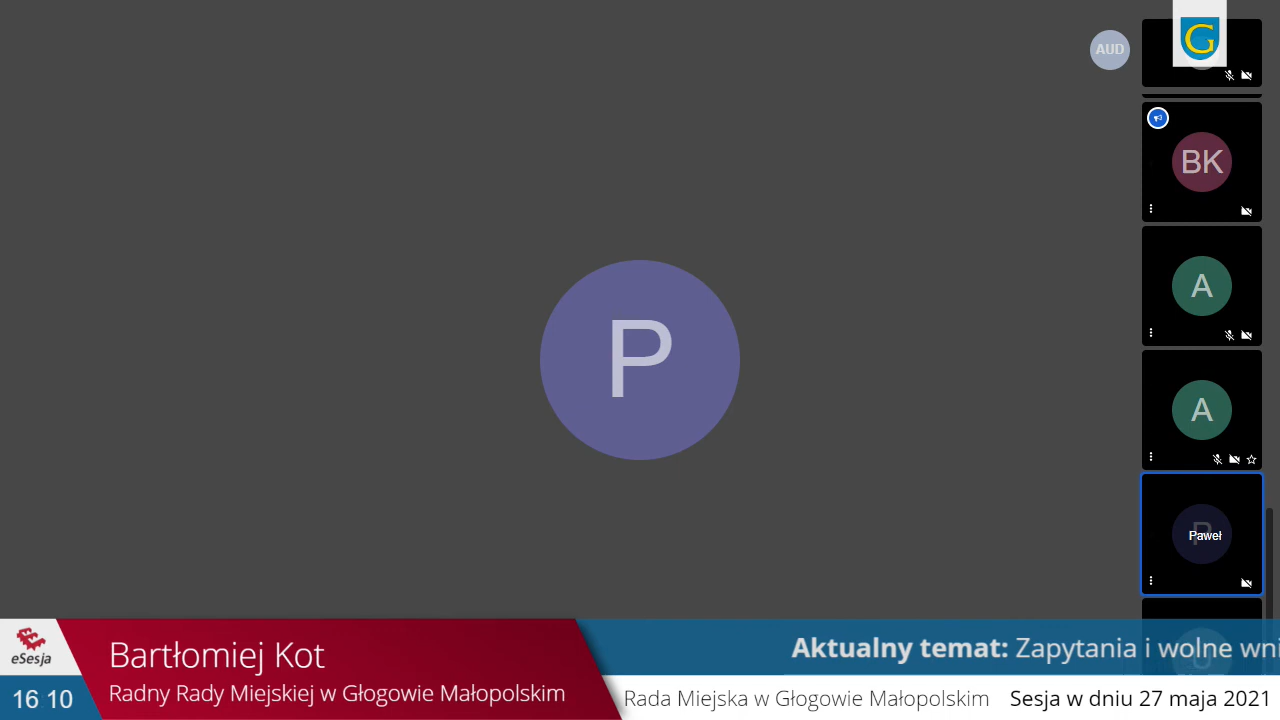 AUD
G
BK
A
A
P
Paweł
P
eSesja
Bartłomiej Kot
Radny Rady Miejskiej w Głogowie Małopolskim
Aktualny temat: Zapytania i wolne wni
16 10
Rada Miejska w Głogowie Małopolskim Sesja w dniu 27 maja 2021